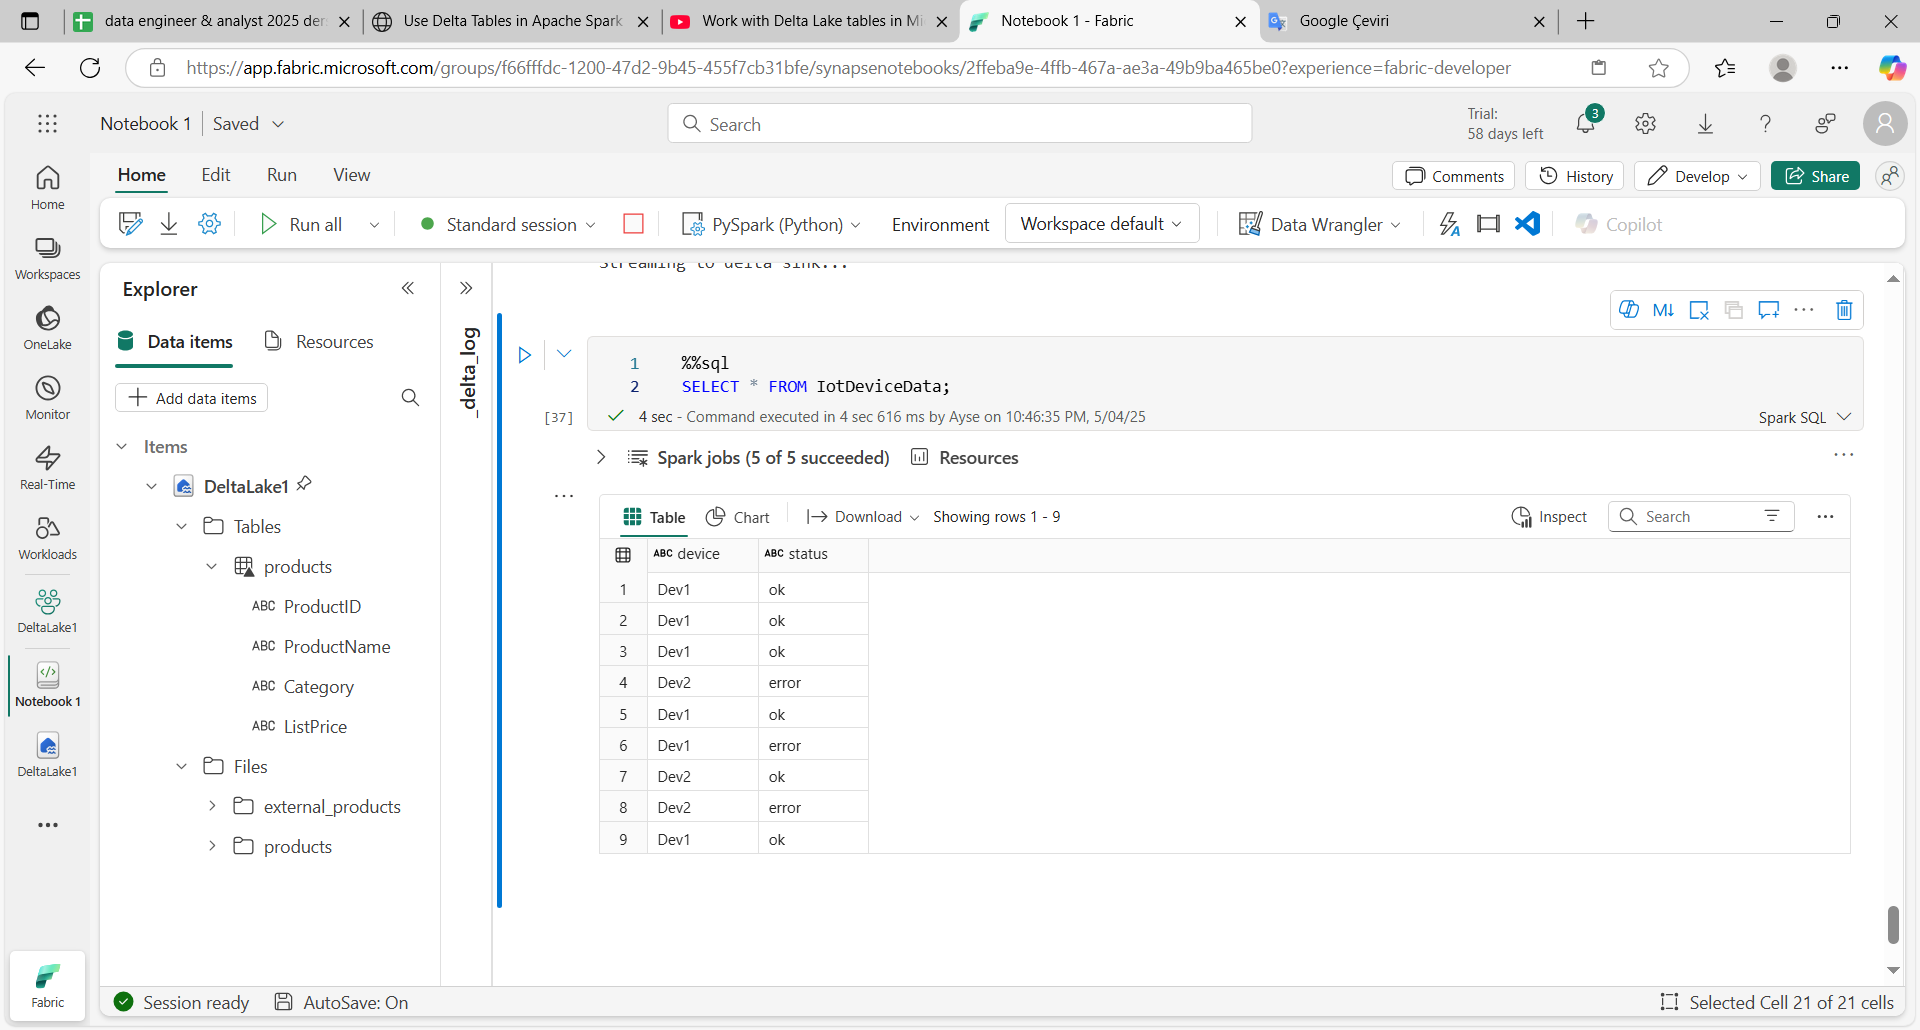 data engineer & analyst 2025 der
Use Delta Tables in Apache Spark
Work with Delta Lake tables in Mi
Notebook 1 - Fabric
Google Çeviri
https://app.fabric.microsoft.com/groups/f66fffdc-1200-47d2-9b45-455f7cb31bfe/synapsenotebooks/2ffeba9e-4ffb-467a-ae3a-49b9ba465be0?experience=fabric-developer
Notebook 1
Saved
Search
Trial:
58 days left
3
Home
Edit
Run
View
Comments
History
Develop
Share
Run all
Standard session
PySpark (Python)
Environment
Workspace default
Data Wrangler
Copilot
Home
Workspaces
OneLake
Monitor
Real-Time
Workloads
DeltaLake1
Notebook 1
DeltaLake1
Fabric
Explorer
Data items
Resources
Add data items
Items
DeltaLake1
Tables
products
ABC ProductID
ABC ProductName
ABC Category
ABC ListPrice
Files
external_products
products
_delta_log
Streaming to delta sink...
M↓
1 %%sql
2 SELECT * FROM IotDeviceData;
[37]
4 sec - Command executed in 4 sec 616 ms by Ayse on 10:46:35 PM, 5/04/25
Spark SQL
Spark jobs (5 of 5 succeeded)
Resources
Table
Chart
Download
Showing rows 1 - 9
Inspect
Search
ABC device ABC status
1 Dev1 ok
2 Dev1 ok
3 Dev1 ok
4 Dev2 error
5 Dev1 ok
6 Dev1 error
7 Dev2 ok
8 Dev2 error
9 Dev1 ok
Session ready
AutoSave: On
Selected Cell 21 of 21 cells